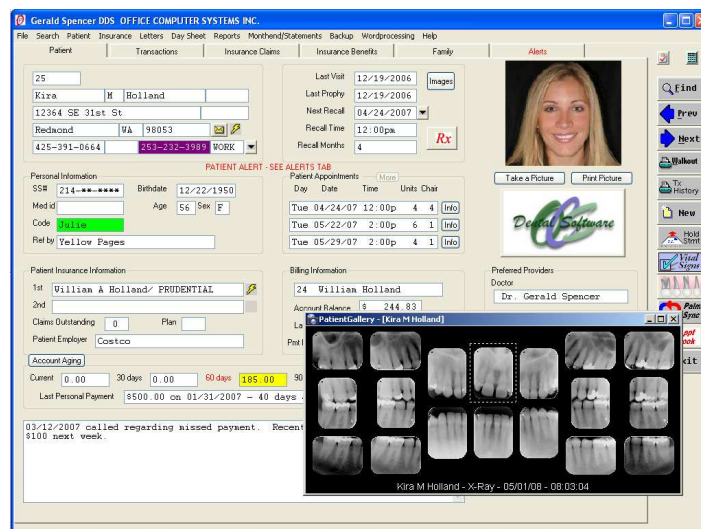 Gerald Spencer DDS OFFICE COMPUTER SYSTEMS INC.
File Search Patient Insurance Letters Day Sheet Reports Monthend/Statements Backup Wordprocessing Help
Patient Transactions Insurance Claims Insurance Benefits Family Alerts
25
Kira M Holland
12364 SE 31st St
Redmond WA 98053
425-391-0664 253-232-3989 WORK
Last Visit 12/19/2006 Images
Last Prophy 12/19/2006
Next Recall 04/24/2007
Recall Time 12:00pm
Recall Months 4
Rx
PATIENT ALERT - SEE ALERTS TAB
Personal Information
SS# 214-**-**** Birthdate 12/22/1950
Med id Age 56 Sex F
Code Julie
Ref by Yellow Pages
Patient Appointments (More)
Day Date Time Units Chair
Tue 04/24/07 12:00p 4 4 Info
Tue 05/22/07 2:00p 6 1 Info
Tue 05/29/07 2:00p 4 1 Info
Take a Picture Print Picture
Dental Software
Patient Insurance Information
1st William A Holland/ PRUDENTIAL
2nd
Claims Outstanding 0 Plan
Patient Employer Costco
Billing Information
24 William Holland
Account Balance $ 244.83
La
Pmt
Preferred Providers
Doctor
Dr. Gerald Spencer
Account Aging
Current 0.00 30 days 0.00 60 days 185.00 90
Last Personal Payment $500.00 on 01/31/2007 - 40 days
03/12/2007 called regarding missed payment. Recent
$100 next week.
PatientGallery - [Kira M Holland]
Kira M Holland - X-Ray - 05/01/08 - 08:03:04
Find
Prev
Next
Walkout
Tx
History
New
Hold
Stmt
Vital
Signs
Palm
Sync
ppt
ook
xit